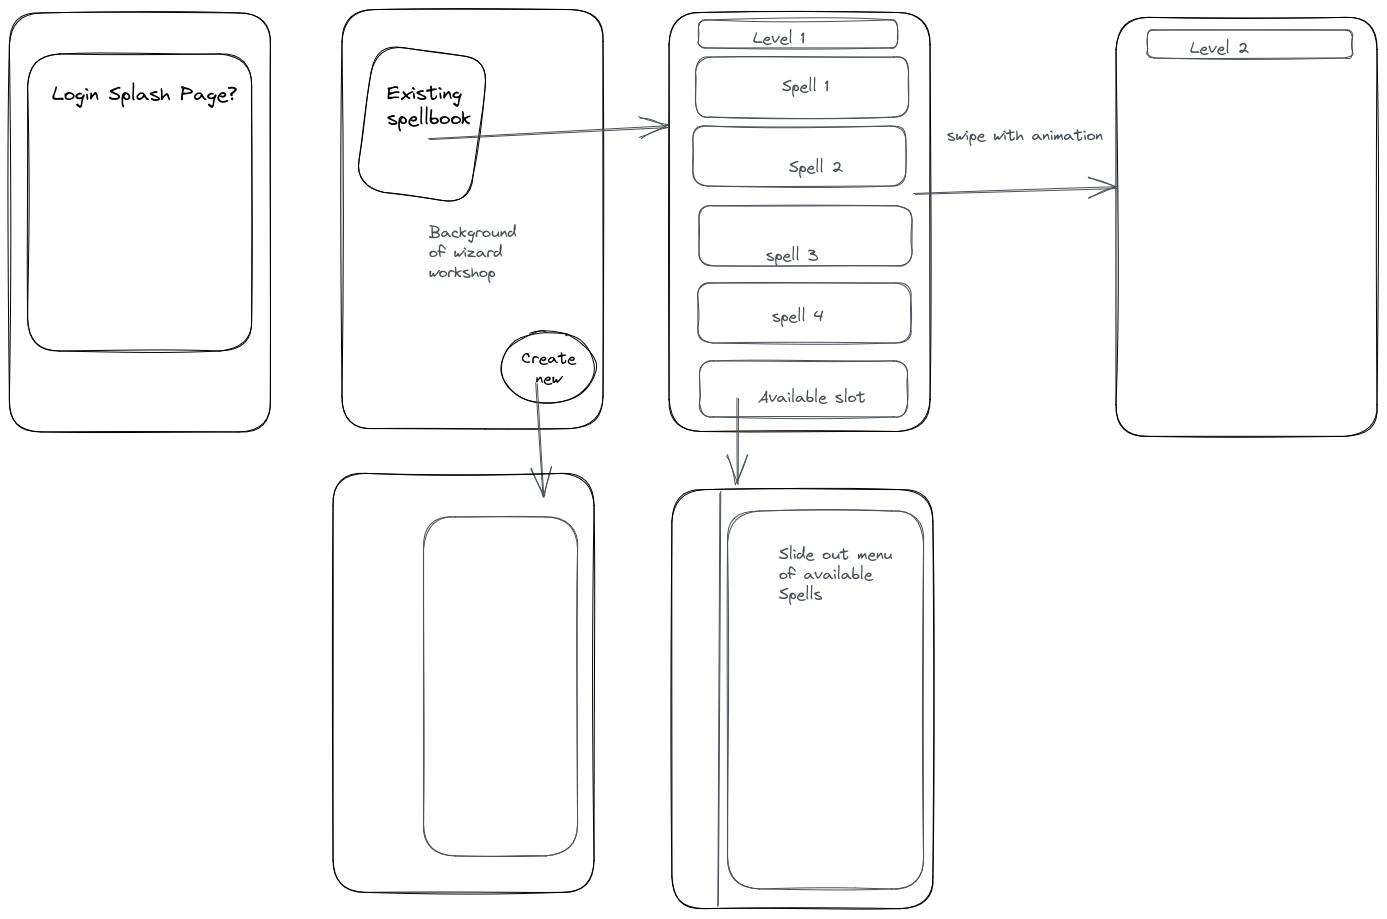 Login Splash Page?
Existing
spellbook
Background
of wizard
workshop
Create
new
Level 1
Spell 1
Spell 2
spell 3
spell 4
Available slot
swipe with animation
Level 2
Slide out menu
of available
Spells